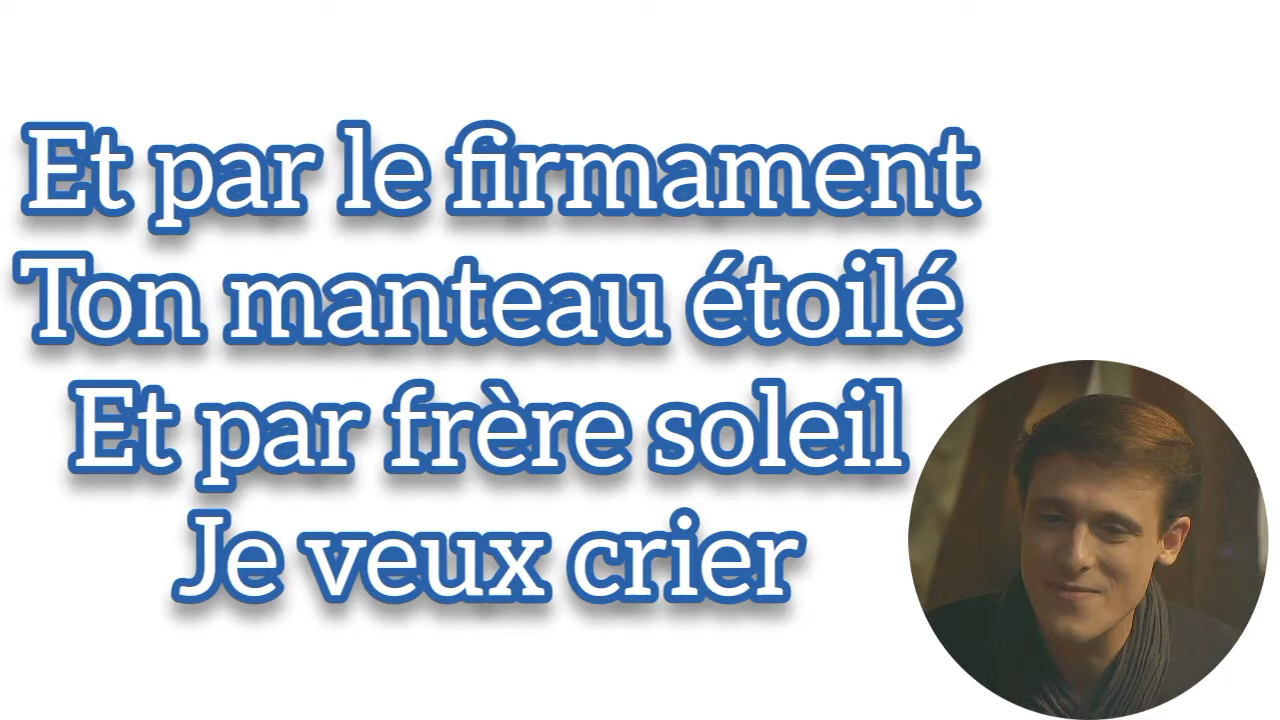 Et par le firmament
Ton manteau étoilé
Et par frère soleil
Je veux crier